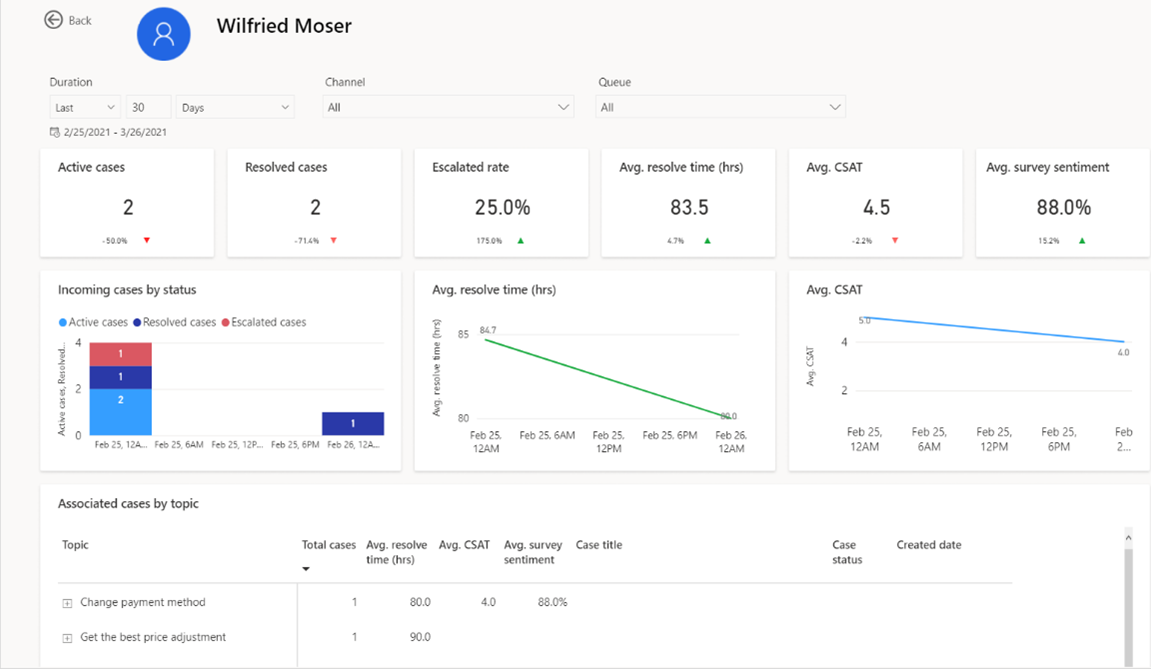 Back
Wilfried Moser
Duration
Channel
Queue
Last
30
Days
All
All
2/25/2021 - 3/26/2021
Active cases
2
-50.0%
Resolved cases
2
-71.4%
Escalated rate
25.0%
175.0%
Avg. resolve time (hrs)
83.5
4.7%
Avg. CSAT
4.5
-2.2%
Avg. survey sentiment
88.0%
15.2%
Incoming cases by status
Active cases Resolved cases Escalated cases
Active cases, Resolved...
4
2
0
1
1
2
1
Feb 25, 12A... Feb 25, 6AM Feb 25, 12P... Feb 25, 6PM Feb 26, 12A...
Avg. resolve time (hrs)
Avg. resolve time (hrs)
85
80
84.7
80.0
Feb 25, Feb 25, 6AM Feb 25, Feb 25, 6PM Feb 26,
12AM 12PM 12AM
Avg. CSAT
Avg. CSAT
4
2
5.0
4.0
Feb 25, Feb 25, Feb 25, Feb 25, Feb
12AM 6AM 12PM 6PM 2...
Associated cases by topic
Topic Total cases Avg. resolve Avg. CSAT Avg. survey Case title Case Created date
time (hrs) sentiment status
Change payment method 1 80.0 4.0 88.0%
Get the best price adjustment 1 90.0